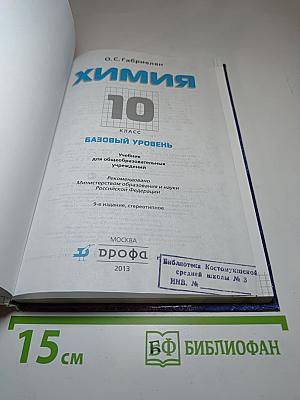 О. С. Габриелян
ХИМИЯ
10
КЛАСС
БАЗОВЫЙ УРОВЕНЬ
Учебник
для общеобразовательных
учреждений
Рекомендовано
Министерством образования и науки
Российской Федерации
9-е издание, стереотипное
МОСКВА
дрофа
2013
Библиотека Костомукшской
средней школы № 3
ИНВ. №
15 см
БФ БИБЛИОФАН